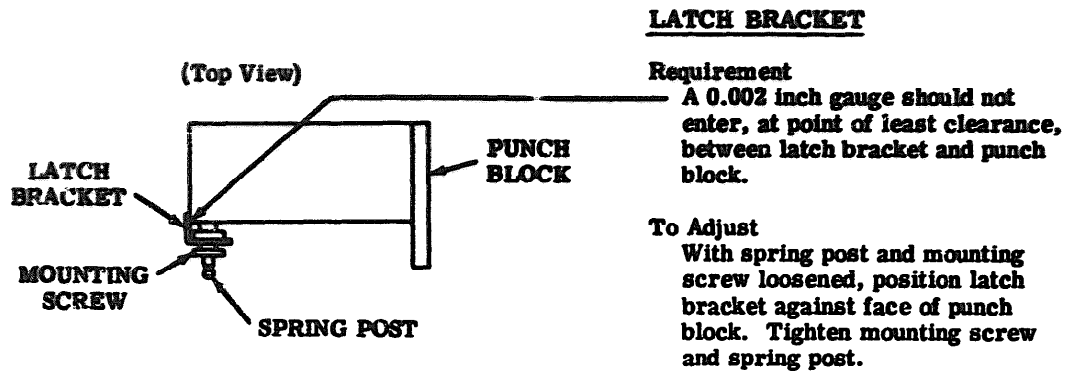 LATCH BRACKET
(Top View)
Requirement
A 0.002 inch gauge should not
enter, at point of least clearance,
between latch bracket and punch
block.
PUNCH
BLOCK
LATCH
BRACKET
MOUNTING
SCREW
SPRING POST
To Adjust
With spring post and mounting
screw loosened, position latch
bracket against face of punch
block. Tighten mounting screw
and spring post.